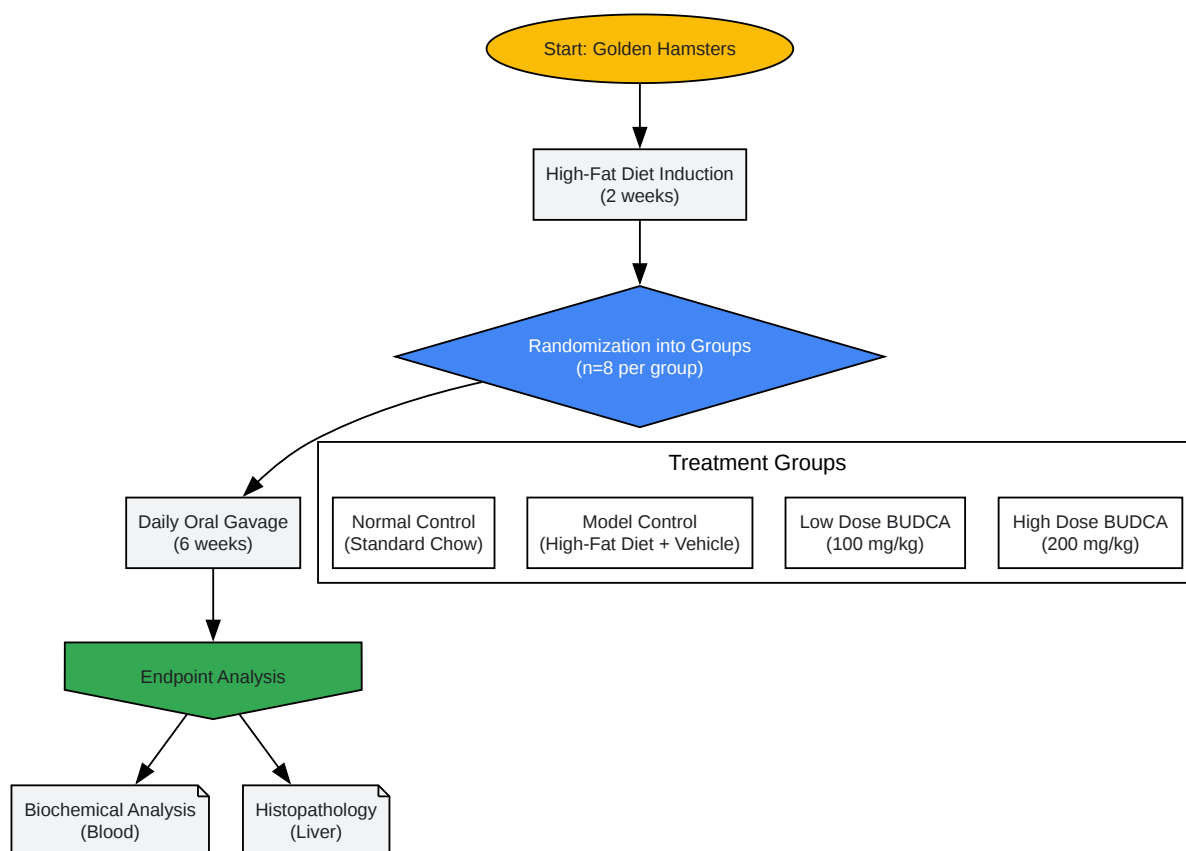 Start: Golden Hamsters
High-Fat Diet Induction
(2 weeks)
Randomization into Groups
(n=8 per group)
Treatment Groups
Daily Oral Gavage
(6 weeks)
Normal Control
(Standard Chow)
Model Control
(High-Fat Diet + Vehicle)
Low Dose BUDCA
(100 mg/kg)
High Dose BUDCA
(200 mg/kg)
Endpoint Analysis
Biochemical Analysis
(Blood)
Histopathology
(Liver)